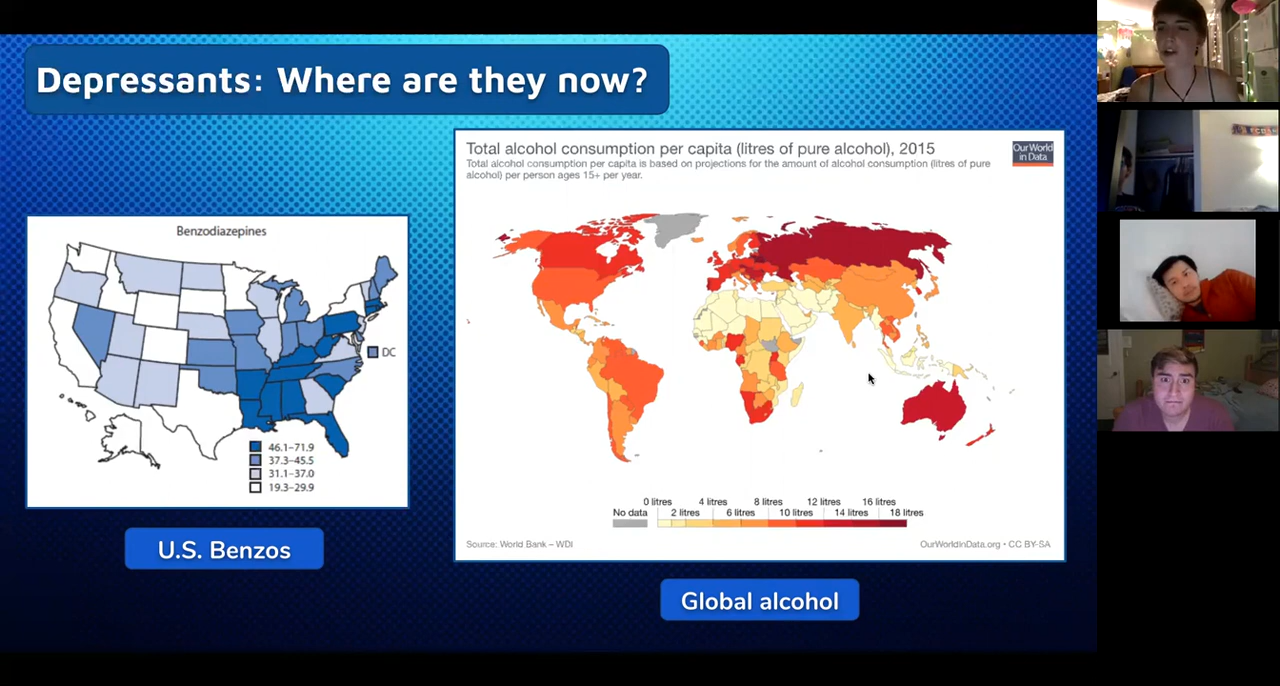 Depressants: Where are they now?
Benzodiazepines
DC
46.1–71.9
37.3–45.5
31.1–37.0
19.3–29.9
U.S. Benzos
Total alcohol consumption per capita (litres of pure alcohol), 2015
Total alcohol consumption per capita is based on projections for the amount of alcohol consumption (litres of pure
alcohol) per person ages 15+ per year.
Our World
in Data
0 litres 4 litres 8 litres 12 litres 16 litres
No data 2 litres 6 litres 10 litres 14 litres 18 litres
Source: World Bank – WDI
OurWorldInData.org • CC BY-SA
Global alcohol